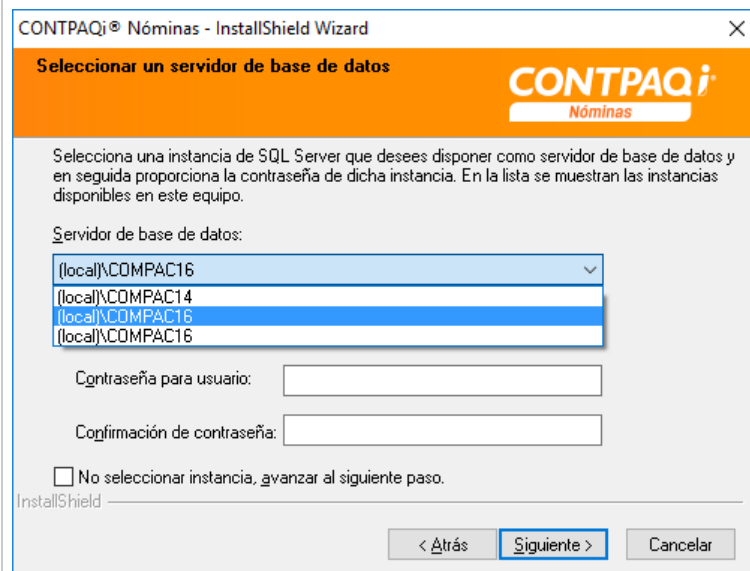 CONTPAQi® Nóminas - InstallShield Wizard
Seleccionar un servidor de base de datos
CONTPAQi
Nóminas
Selecciona una instancia de SQL Server que desees disponer como servidor de base de datos y
en seguida proporciona la contraseña de dicha instancia. En la lista se muestran las instancias
disponibles en este equipo.
Servidor de base de datos:
(local)\COMPAC16
(local)\COMPAC14
(local)\COMPAC16
(local)\COMPAC16
Contraseña para usuario:
Confirmación de contraseña:
No seleccionar instancia, avanzar al siguiente paso.
InstallShield
< Atrás
Siguiente >
Cancelar